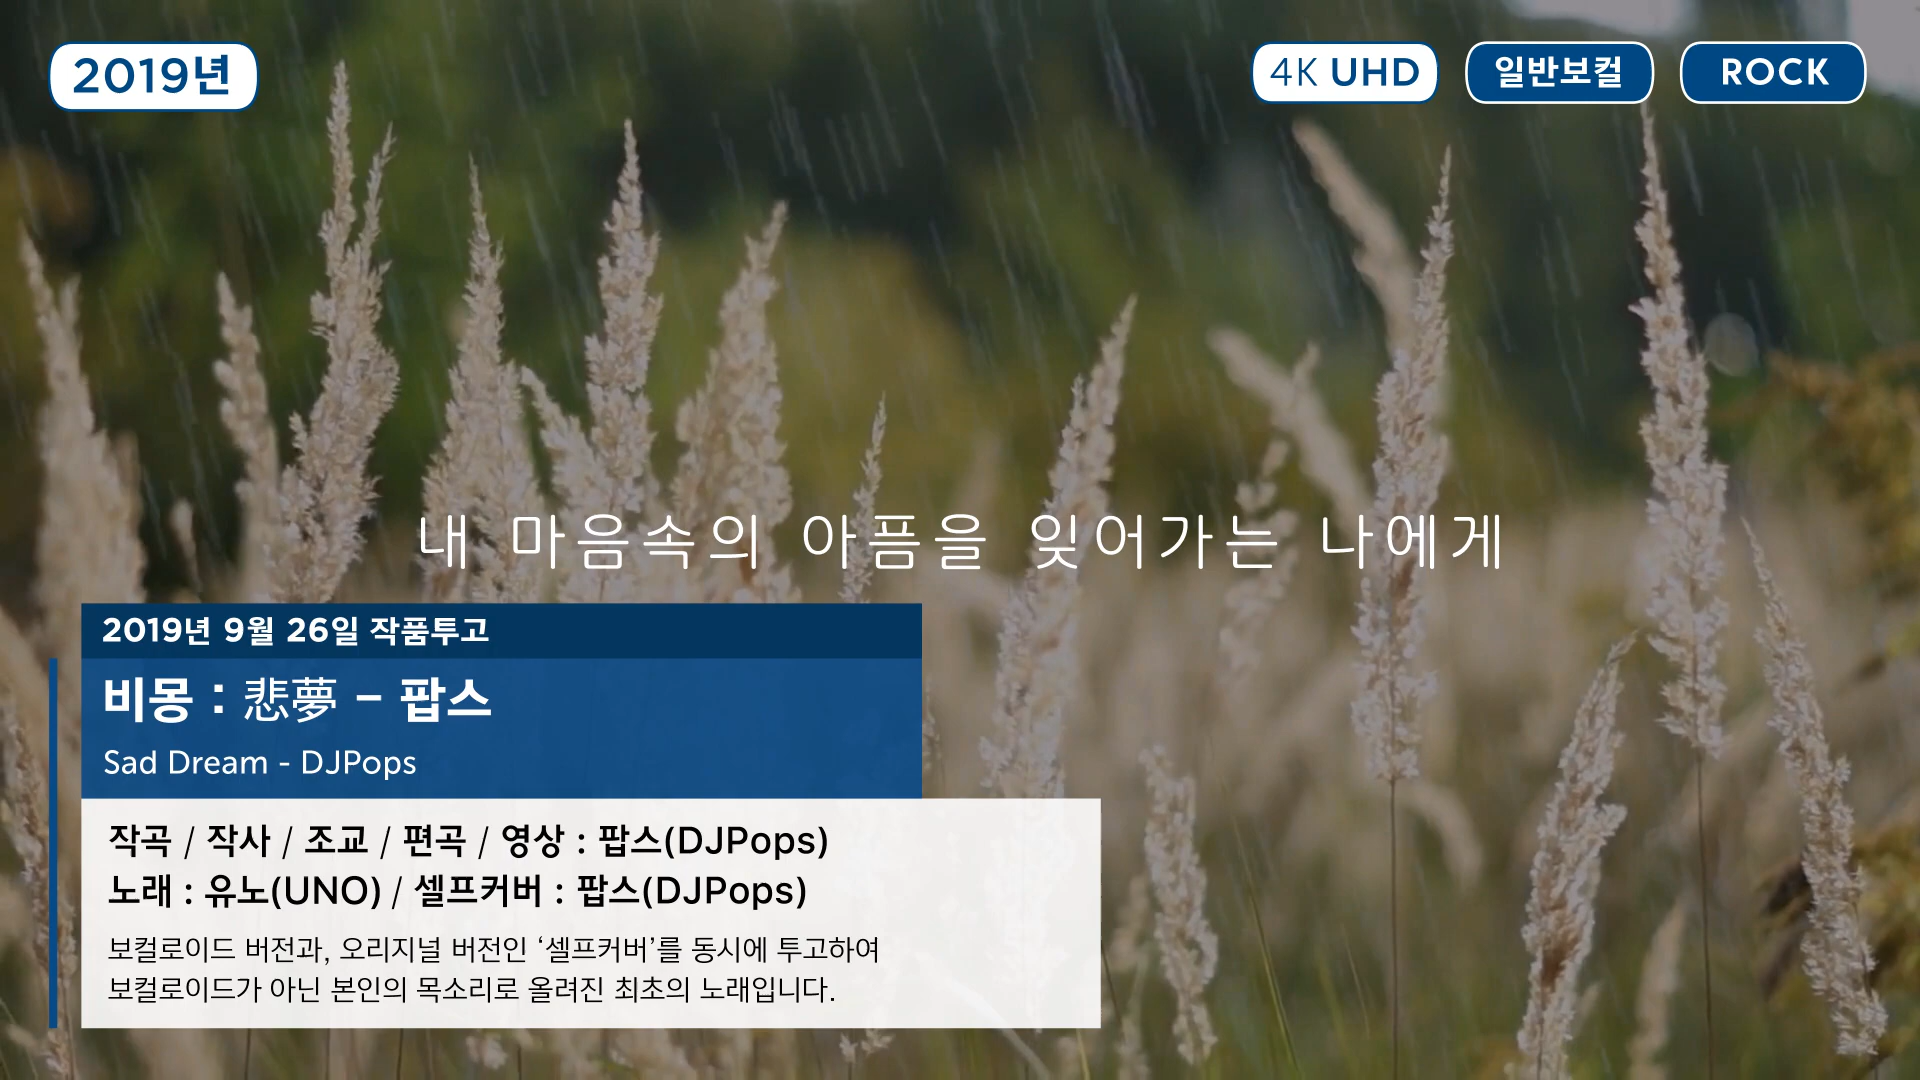 2019년
4K UHD
일반보컬
ROCK
내 마음속의 아픔을 잊어가는 나에게
2019년 9월 26일 작품투고
비몽 : 悲夢 – 팝스
Sad Dream - DJPops
작곡 / 작사 / 조교 / 편곡 / 영상 : 팝스(DJPops)
노래 : 유노(UNO) / 셀프커버 : 팝스(DJPops)
보컬로이드 버전과, 오리지널 버전인 ‘셀프커버’를 동시에 투고하여
보컬로이드가 아닌 본인의 목소리로 올려진 최초의 노래입니다.